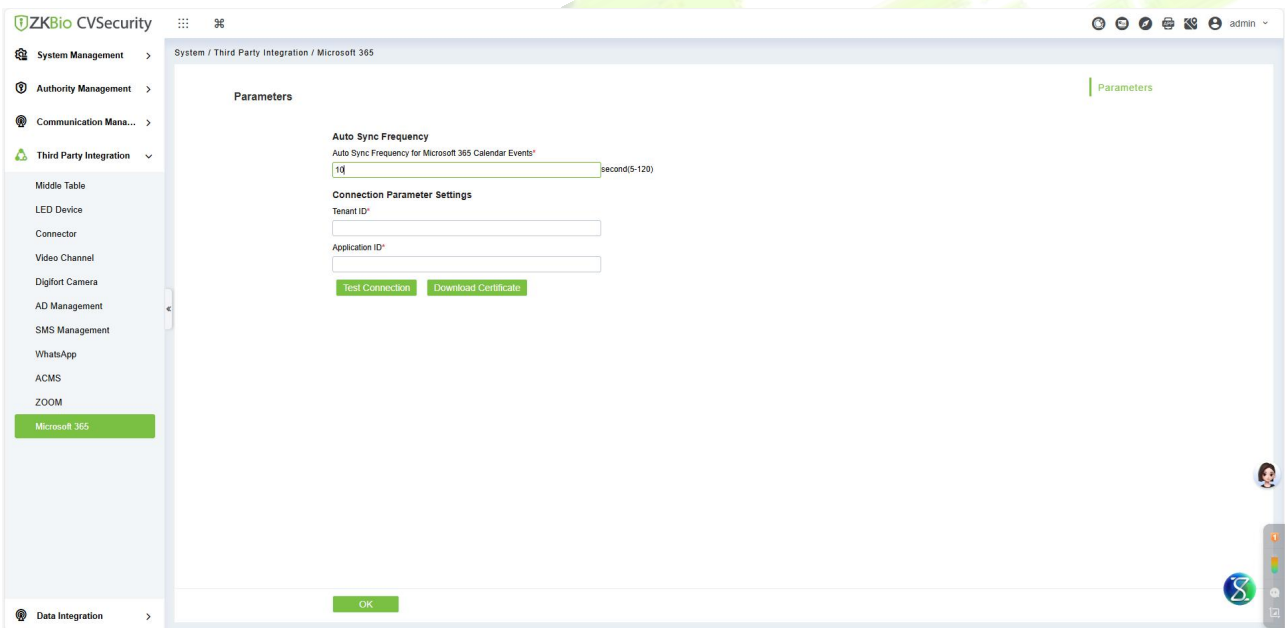 ZKBio CVSecurity
admin
System Management
Authority Management
Communication Mana...
Third Party Integration
Middle Table
LED Device
Connector
Video Channel
Digifort Camera
AD Management
SMS Management
WhatsApp
ACMS
ZOOM
Microsoft 365
Data Integration
System / Third Party Integration / Microsoft 365
Parameters
Parameters
Auto Sync Frequency
Auto Sync Frequency for Microsoft 365 Calendar Events*
10 second(5-120)
Connection Parameter Settings
Tenant ID*
Application ID*
Test Connection Download Certificate
OK